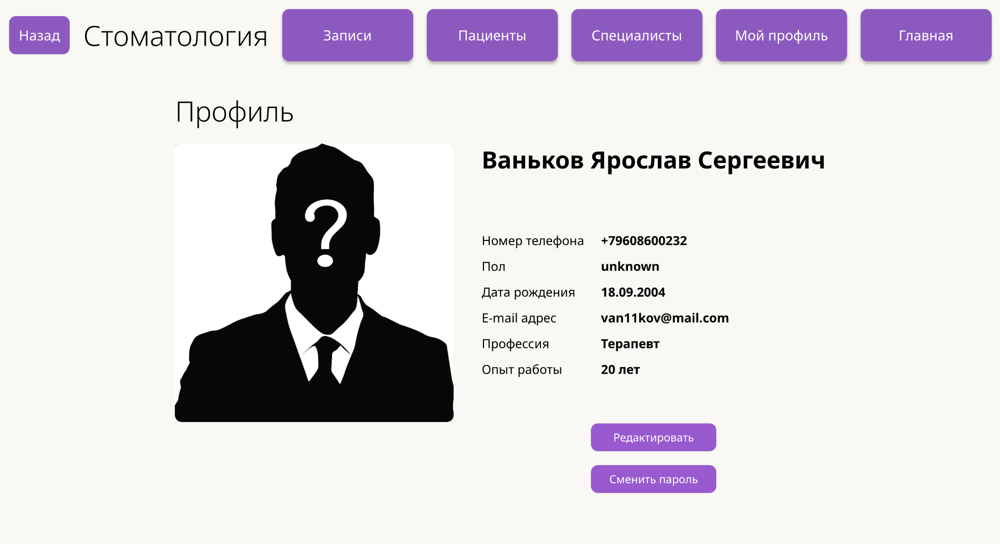 Назад
Стоматология
Записи
Пациенты
Специалисты
Мой профиль
Главная
Профиль
?
Ваньков Ярослав Сергеевич
Номер телефона +79608600232
Пол unknown
Дата рождения 18.09.2004
E-mail адрес van11kov@mail.com
Профессия Терапевт
Опыт работы 20 лет
Редактировать
Сменить пароль